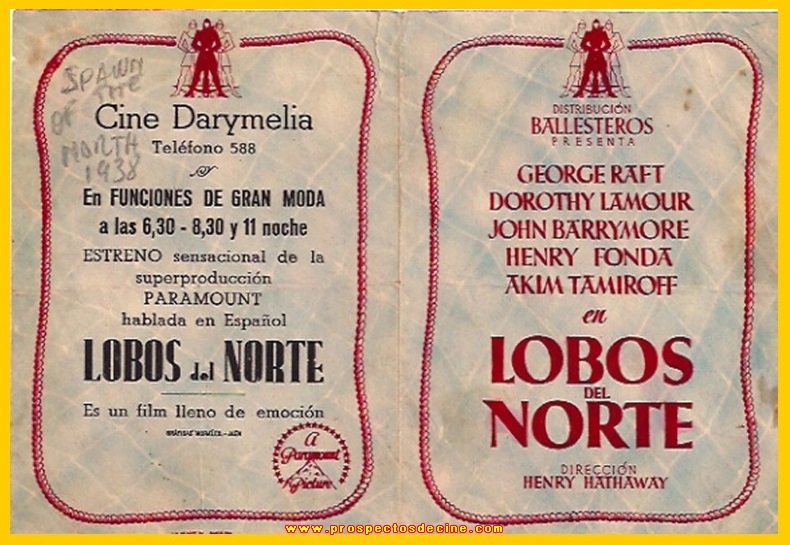 SPAWN
OF THE
NORTH
1938
Cine Darymelia
Teléfono 588
En FUNCIONES DE GRAN MODA
a las 6,30 - 8,30 y 11 noche
ESTRENO sensacional de la
superproducción
PARAMOUNT
hablada en Español
LOBOS del NORTE
Es un film lleno de emoción
A
Paramount
Picture
DISTRIBUCIÓN
BALLESTEROS
PRESENTA
GEORGE RAFT
DOROTHY LAMOUR
JOHN BARRYMORE
HENRY FONDA
AKIM TAMIROFF
en
LOBOS
DEL
NORTE
DIRECCIÓN
HENRY HATHAWAY
www.prospectosdecine.com